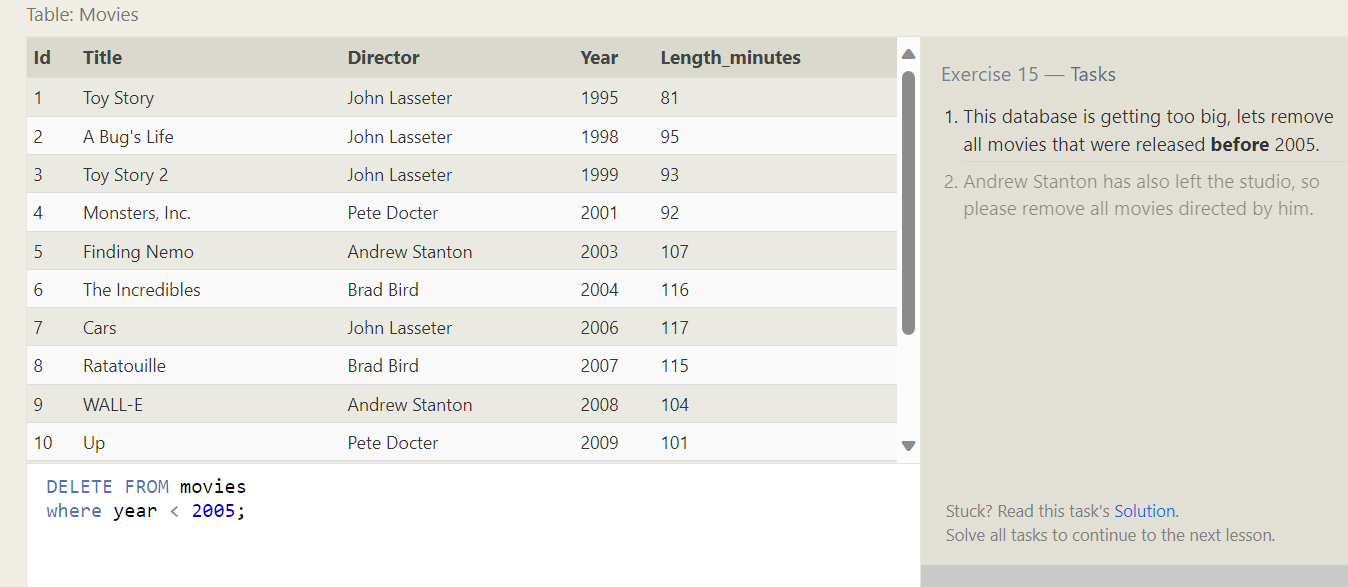 Table: Movies
Id Title Director Year Length_minutes
1 Toy Story John Lasseter 1995 81
2 A Bug's Life John Lasseter 1998 95
3 Toy Story 2 John Lasseter 1999 93
4 Monsters, Inc. Pete Docter 2001 92
5 Finding Nemo Andrew Stanton 2003 107
6 The Incredibles Brad Bird 2004 116
7 Cars John Lasseter 2006 117
8 Ratatouille Brad Bird 2007 115
9 WALL-E Andrew Stanton 2008 104
10 Up Pete Docter 2009 101
DELETE FROM movies
where year < 2005;
Exercise 15 — Tasks
1. This database is getting too big, lets remove
all movies that were released before 2005.
2. Andrew Stanton has also left the studio, so
please remove all movies directed by him.
Stuck? Read this task's Solution.
Solve all tasks to continue to the next lesson.